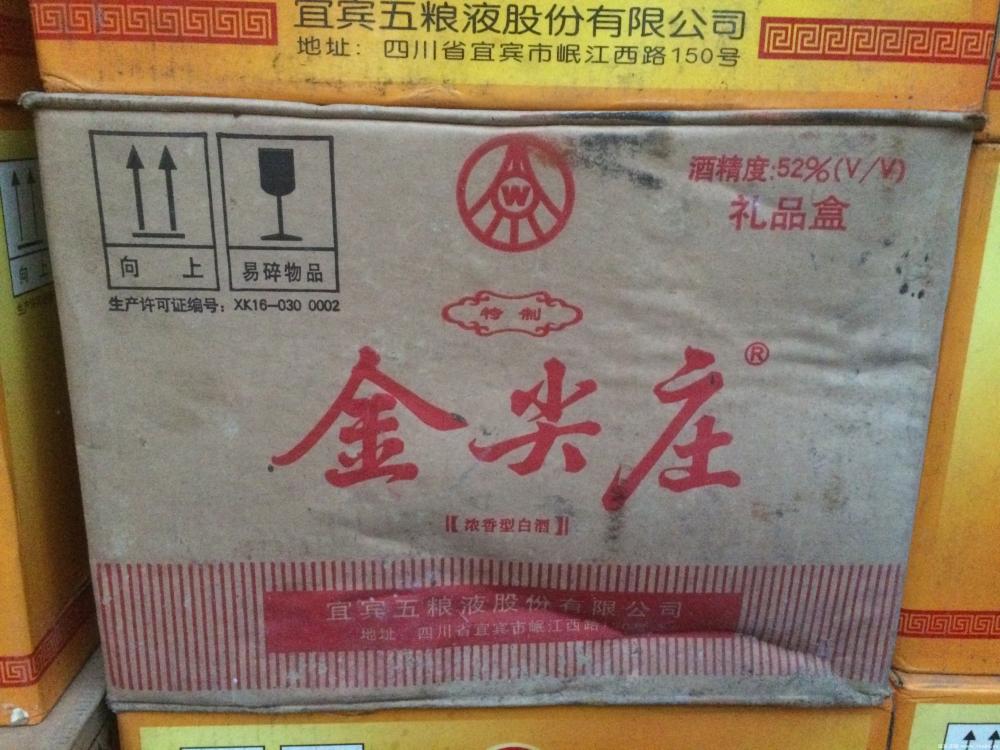 宜宾五粮液股份有限公司
地址：四川省宜宾市岷江西路150号
向 上
易碎物品
生产许可证编号：XK16-030 0002
W
酒精度:52%(V/V)
礼品盒
特制
金尖庄®
【浓香型白酒】
宜宾五粮液股份有限公司
地址 四川省宜宾市岷江西路
向 上